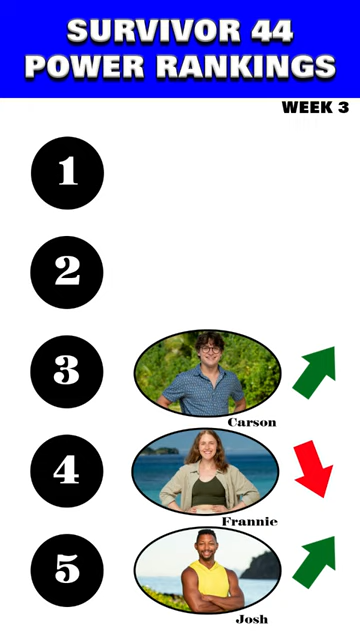 SURVIVOR 44
POWER RANKINGS
WEEK 3
1
2
3
Carson
4
Frannie
5
Josh